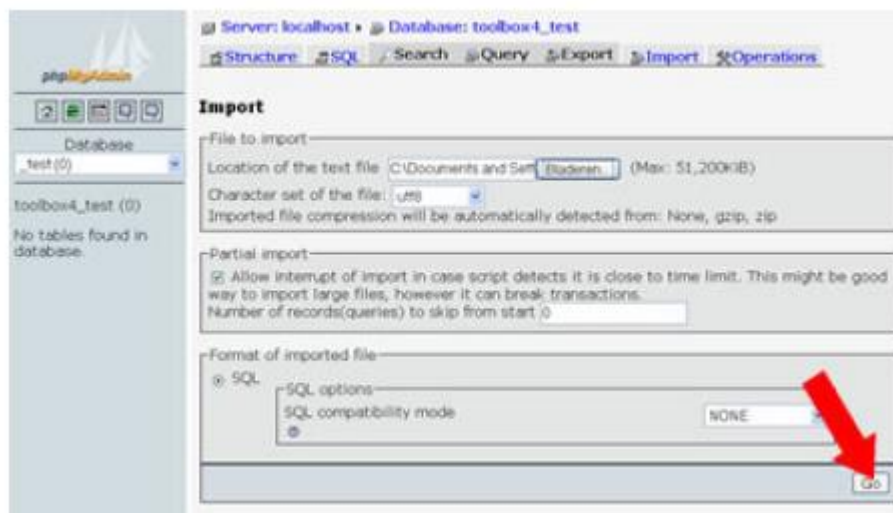 Server: localhost ▸ Database: toolbox4_test
Structure SQL Search Query Export Import Operations
phpMyAdmin
Database
_test (0)
toolbox4_test (0)
No tables found in
database.
Import
File to import
Location of the text file C:\Documents and Sett Bladeren... (Max: 51,200KiB)
Character set of the file: utf8
Imported file compression will be automatically detected from: None, gzip, zip
Partial import
Allow interrupt of import in case script detects it is close to time limit. This might be good
way to import large files, however it can break transactions.
Number of records(queries) to skip from start 0
Format of imported file
SQL
SQL options
SQL compatibility mode NONE
Go